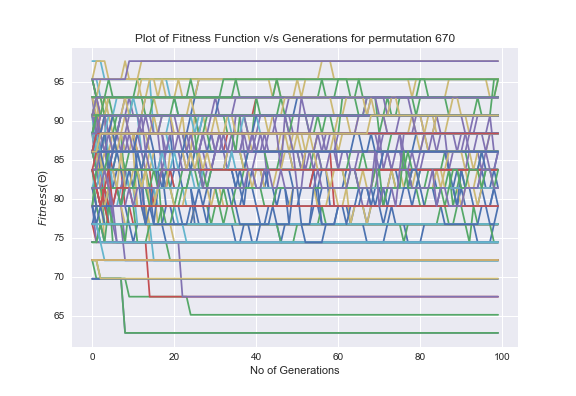 Plot of Fitness Function v/s Generations for permutation 670
95
90
85
80
75
70
65
Fitness(Θ)
0 20 40 60 80 100
No of Generations